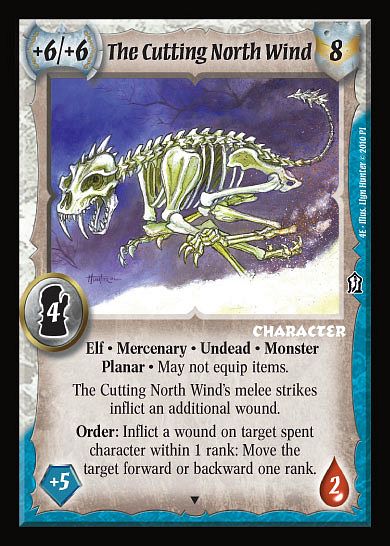 +6/+6
The Cutting North Wind
8
4E • Illus. Llyn Hunter © 2010 PI
Hunter
4
CHARACTER
Elf • Mercenary • Undead • Monster
Planar • May not equip items.
The Cutting North Wind's melee strikes
inflict an additional wound.
Order: Inflict a wound on target spent
character within 1 rank: Move the
target forward or backward one rank.
+5
2